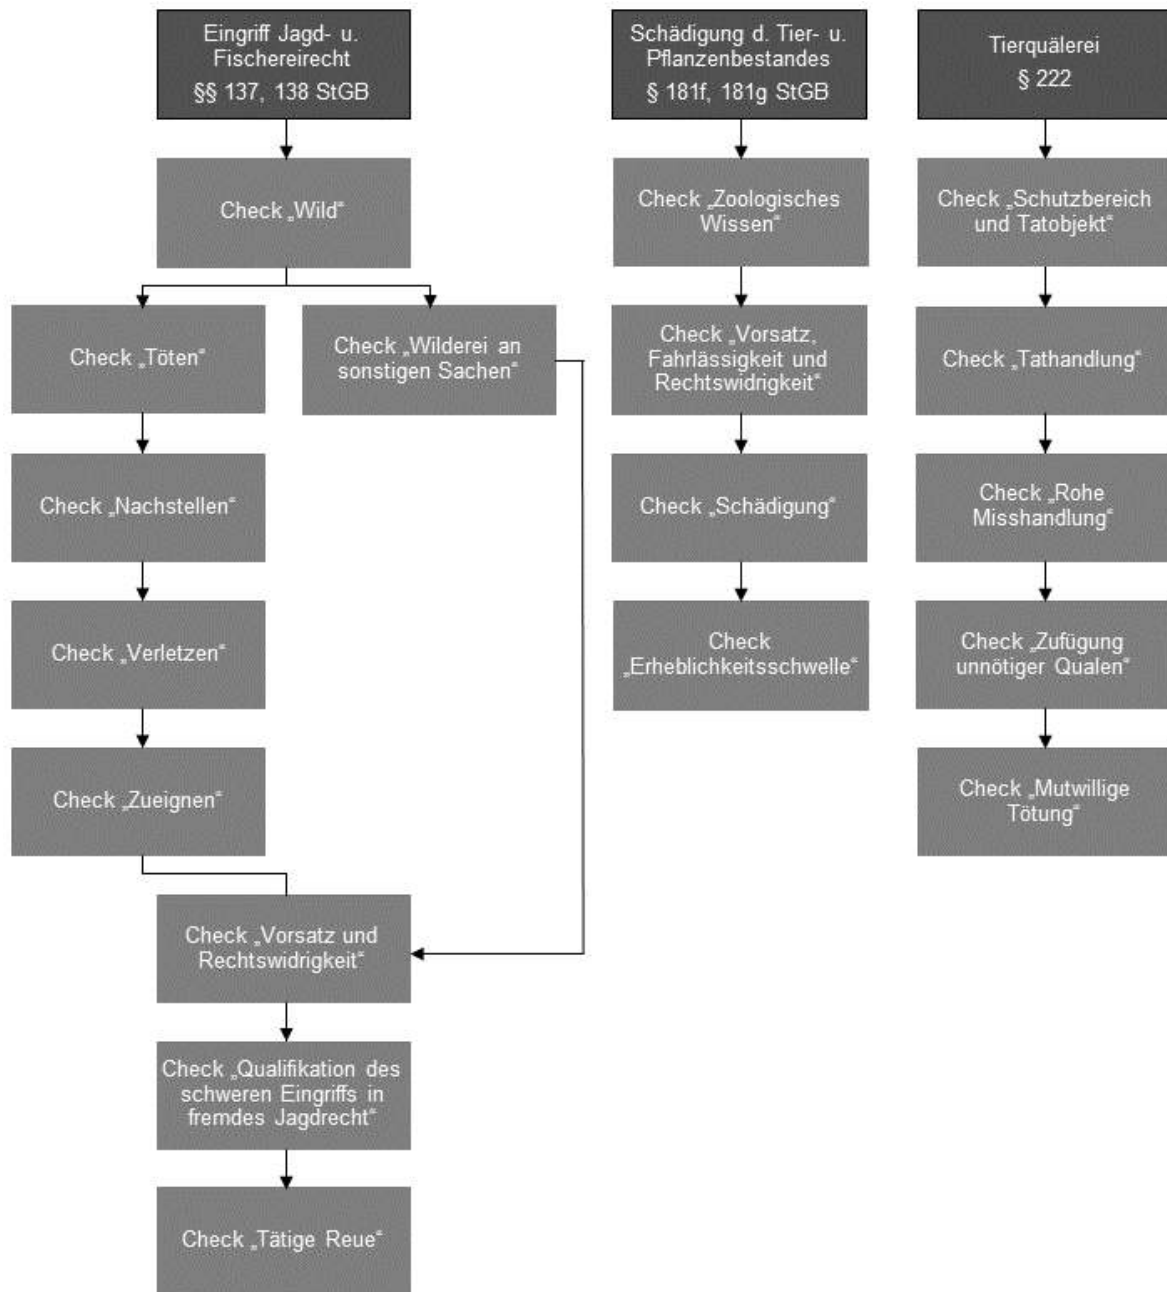 Eingriff Jagd- u.
Fischereirecht
§§ 137, 138 StGB
Check „Wild“
Check „Töten“
Check „Wilderei an
sonstigen Sachen“
Check „Nachstellen“
Check „Verletzen“
Check „Zueignen“
Check „Vorsatz und
Rechtswidrigkeit“
Check „Qualifikation des
schweren Eingriffs in
fremdes Jagdrecht“
Check „Tätige Reue“
Schädigung d. Tier- u.
Pflanzenbestandes
§ 181f, 181g StGB
Check „Zoologisches
Wissen“
Check „Vorsatz,
Fahrlässigkeit und
Rechtswidrigkeit“
Check „Schädigung“
Check
„Erheblichkeitsschwelle“
Tierquälerei
§ 222
Check „Schutzbereich
und Tatobjekt“
Check „Tathandlung“
Check „Rohe
Misshandlung“
Check „Zufügung
unnötiger Qualen“
Check „Mutwillige
Tötung“